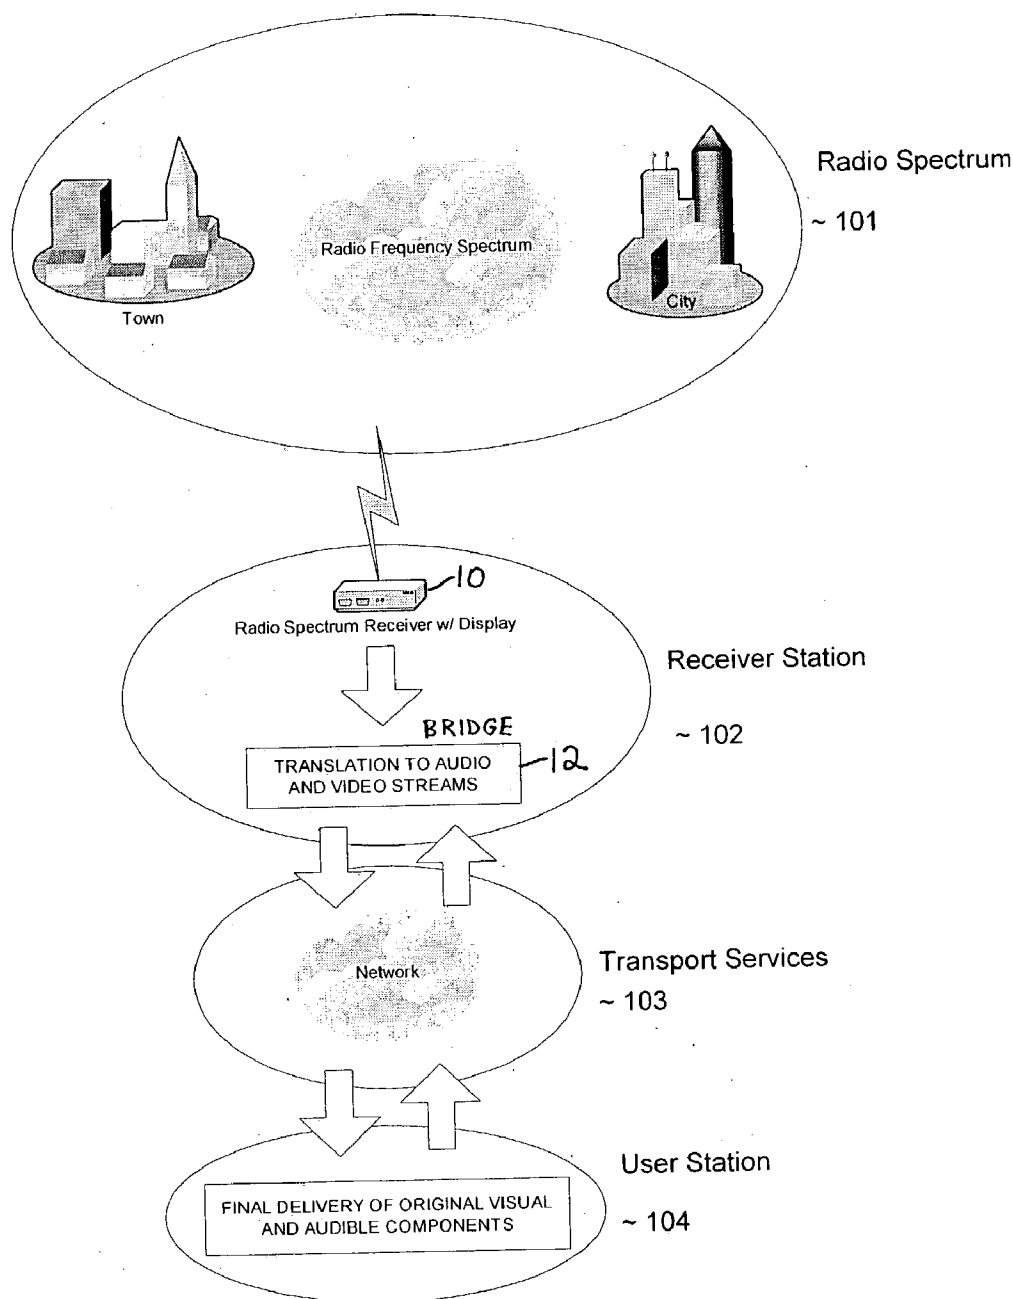 Radio Spectrum
~ 101
Radio Frequency Spectrum
Town
City
10
Radio Spectrum Receiver w/ Display
Receiver Station
~ 102
BRIDGE
12
TRANSLATION TO AUDIO
AND VIDEO STREAMS
Network
Transport Services
~ 103
User Station
~ 104
FINAL DELIVERY OF ORIGINAL VISUAL
AND AUDIBLE COMPONENTS